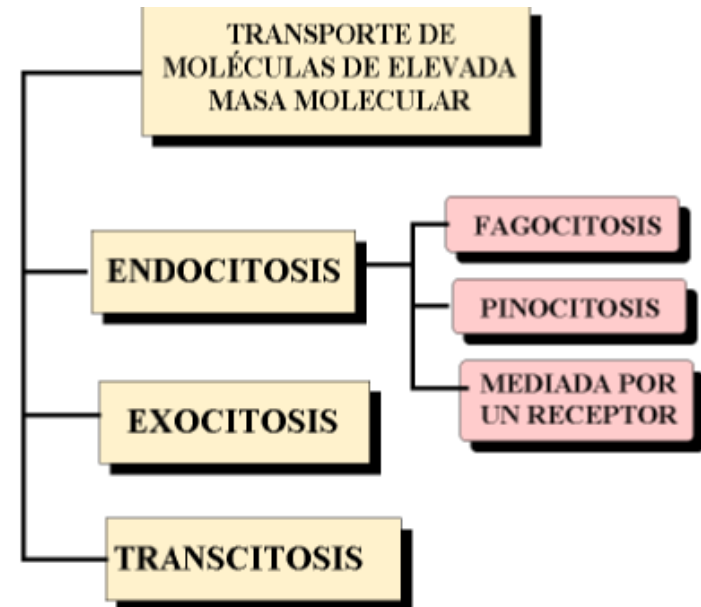 TRANSPORTE DE
MOLÉCULAS DE ELEVADA
MASA MOLECULAR
ENDOCITOSIS
FAGOCITOSIS
PINOCITOSIS
MEDIADA POR
UN RECEPTOR
EXOCITOSIS
TRANSCITOSIS